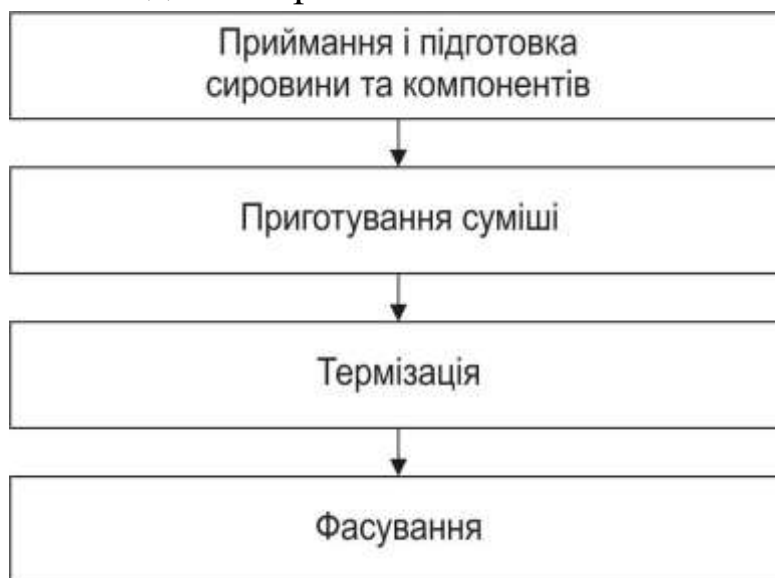 Приймання і підготовка
сировини та компонентів
Приготування суміші
Термізація
Фасування